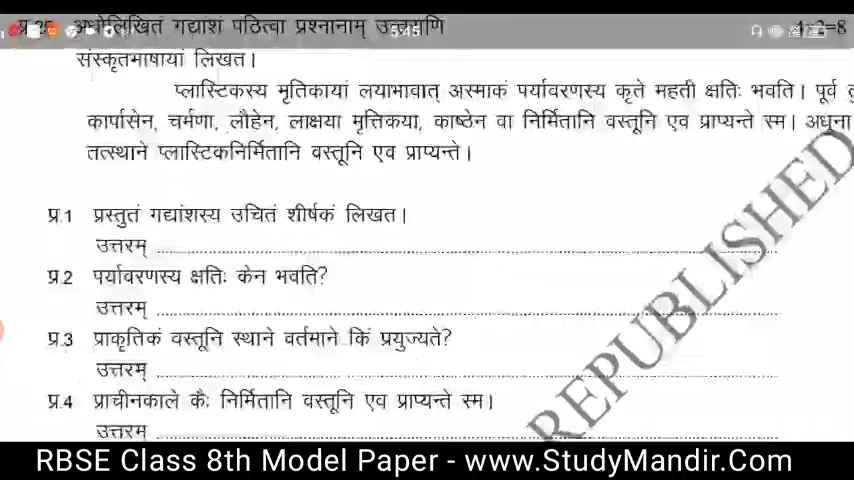 प्र.25 अधोलिखितं गद्यांशं पठित्वा प्रश्नानाम् उत्तराणि
5:45
संस्कृतभाषायां लिखत।
प्लास्टिकस्य मृतिकायां लयाभावात् अस्माकं पर्यावरणस्य कृते महती क्षतिः भवति। पूर्व
कार्पासेन, चर्मणा, लौहेन, लाक्षया मृत्तिकया, काष्ठेन वा निर्मितानि वस्तूनि एव प्राप्यन्ते स्म। अधुना
तत्स्थाने प्लास्टिकनिर्मितानि वस्तूनि एव प्राप्यन्ते।
प्र.1 प्रस्तुतं गद्यांशस्य उचितं शीर्षकं लिखत।
उत्तरम्
प्र.2 पर्यावरणस्य क्षतिः केन भवति?
उत्तरम्
प्र.3 प्राकृतिकं वस्तूनि स्थाने वर्तमाने किं प्रयुज्यते?
उत्तरम्
प्र.4 प्राचीनकाले कैः निर्मितानि वस्तूनि एव प्राप्यन्ते स्म।
उत्तरम्
REPUBLISHED
RBSE Class 8th Model Paper - www.StudyMandir.Com